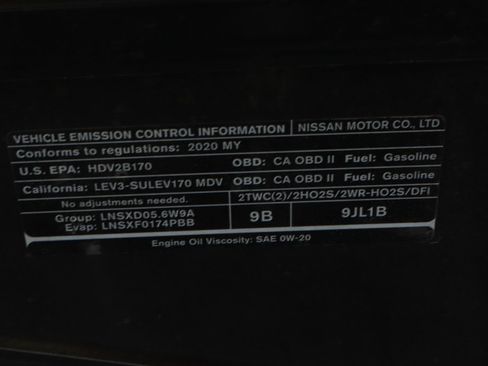 VEHICLE EMISSION CONTROL INFORMATION NISSAN MOTOR CO., LTD
Conforms to regulations: 2020 MY
U.S. EPA: HDV2B170 OBD: CA OBD II Fuel: Gasoline
California: LEV3-SULEV170 MDV OBD: CA OBD II Fuel: Gasoline
No adjustments needed. 2TWC(2)/2HO2S/2WR-HO2S/DFI
Group: LNSXD05.6W9A 9B 9JL1B
Evap: LNSXF0174PBB
Engine Oil Viscosity: SAE 0W-20